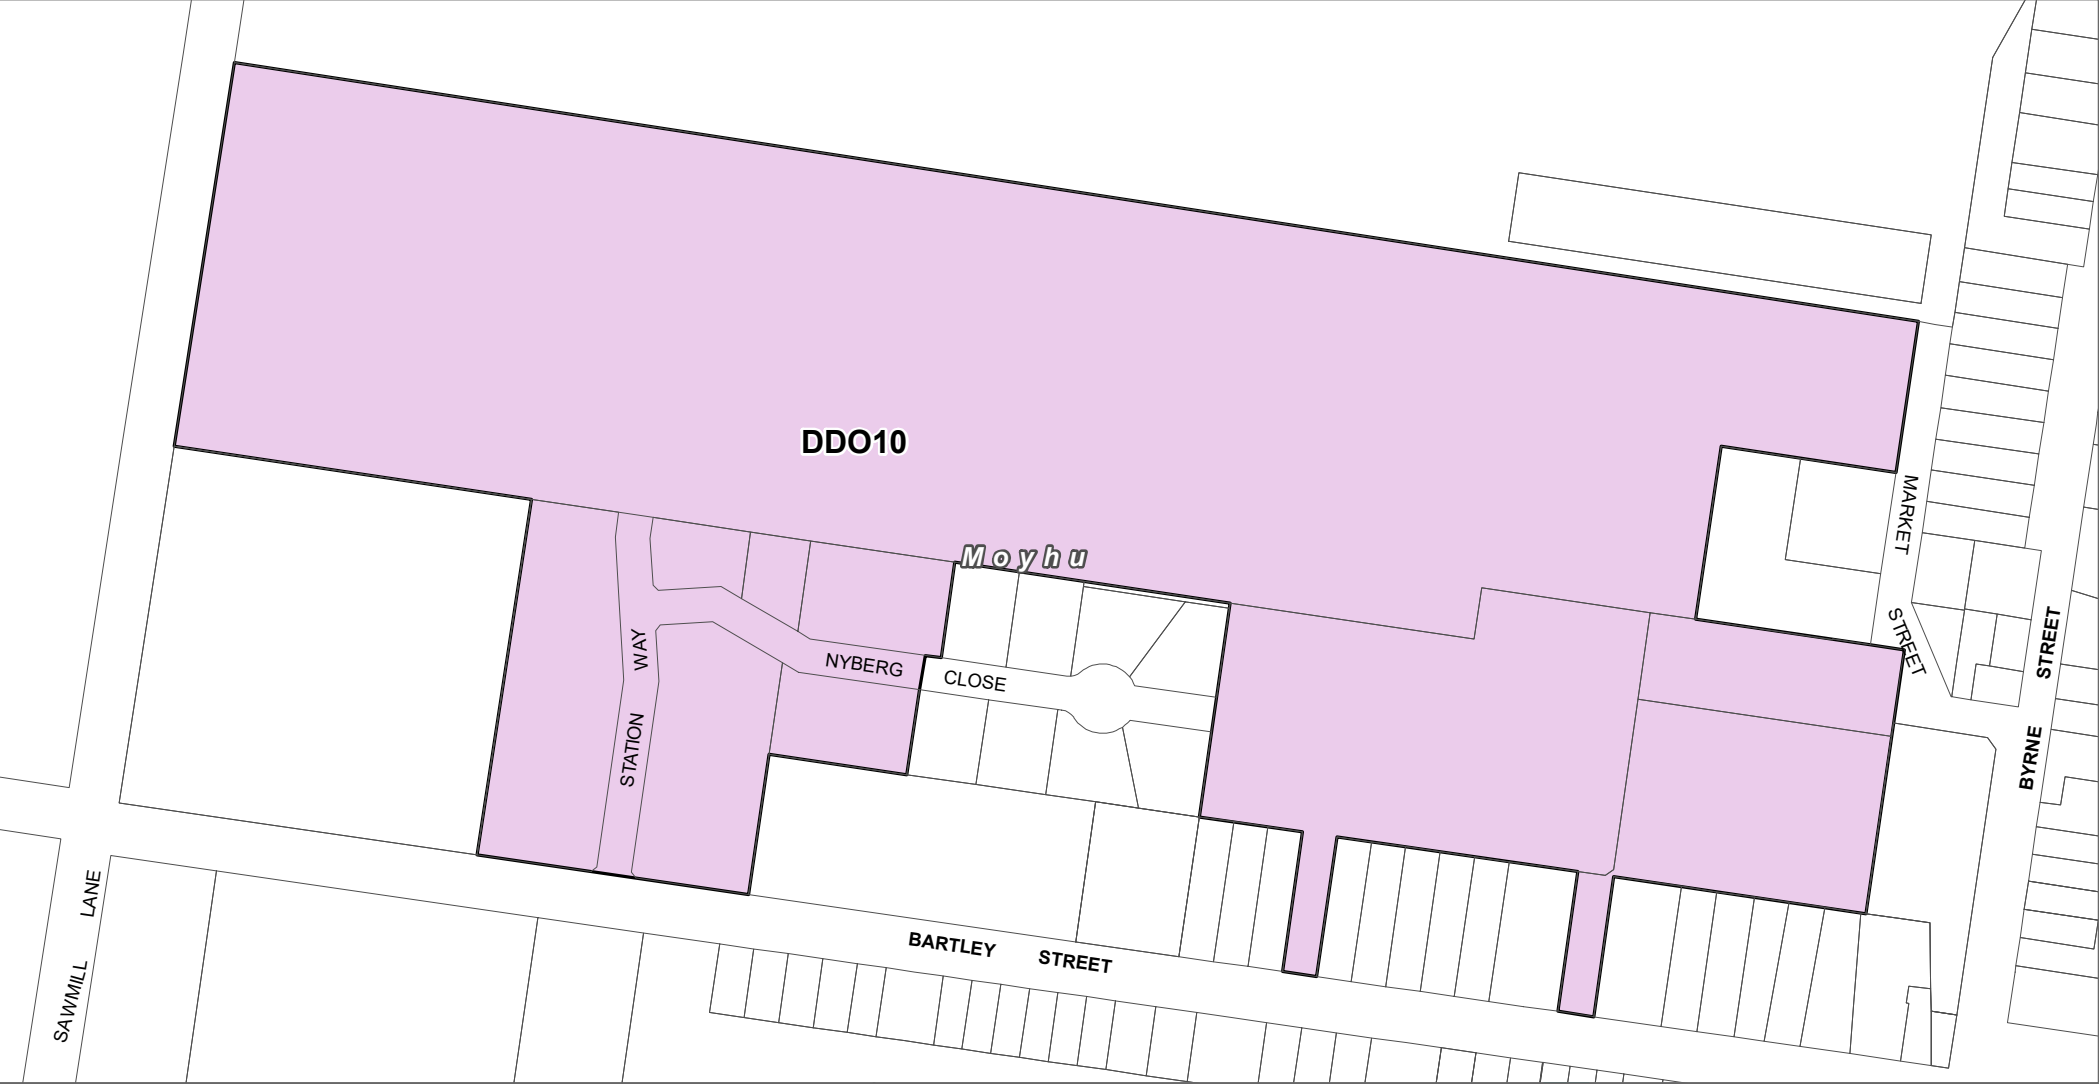 DDO10
Moyhu
MARKET
STREET
NYBERG
CLOSE
WAY
STATION
STREET
BYRNE
BARTLEY STREET
LANE
SAWMILL